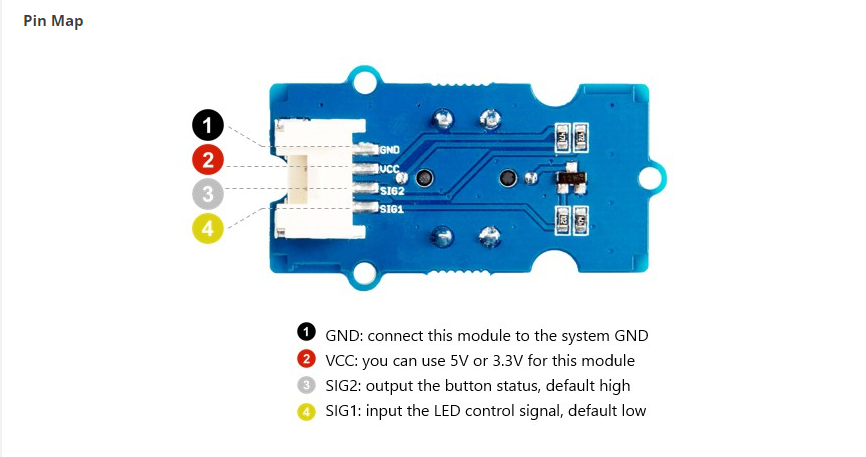 Pin Map
1
2
3
4
GND
VCC
SIG2
SIG1
1 GND: connect this module to the system GND
2 VCC: you can use 5V or 3.3V for this module
3 SIG2: output the button status, default high
4 SIG1: input the LED control signal, default low